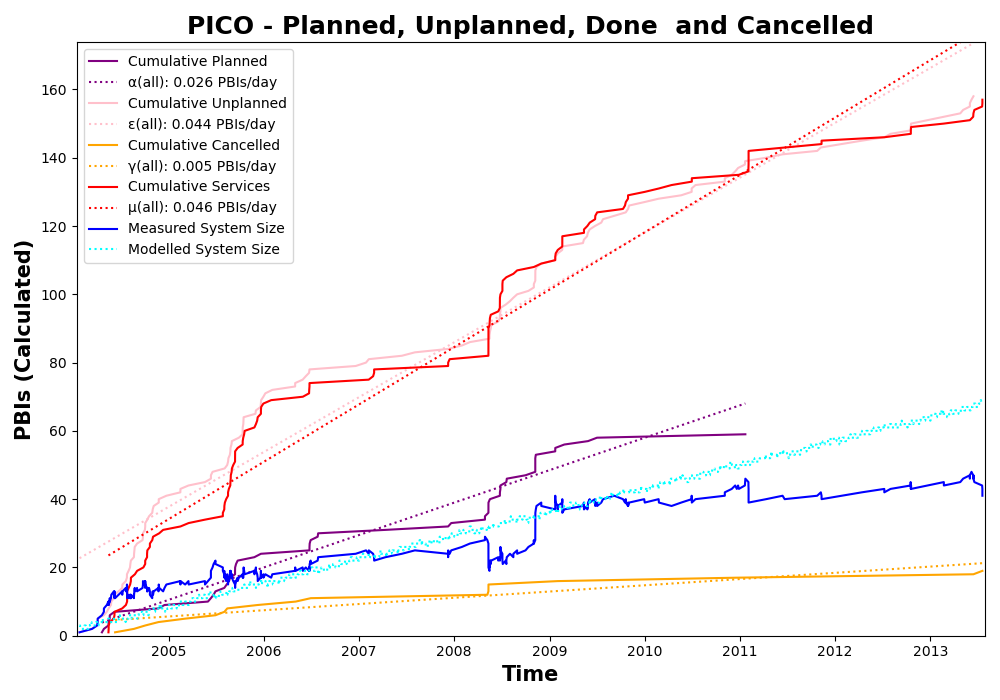 PICO - Planned, Unplanned, Done  and Cancelled
Cumulative Planned
α(all): 0.026 PBIs/day
Cumulative Unplanned
ε(all): 0.044 PBIs/day
Cumulative Cancelled
γ(all): 0.005 PBIs/day
Cumulative Services
μ(all): 0.046 PBIs/day
Measured System Size
Modelled System Size
PBIs (Calculated)
160
140
120
100
80
60
40
20
0
2005 2006 2007 2008 2009 2010 2011 2012 2013
Time